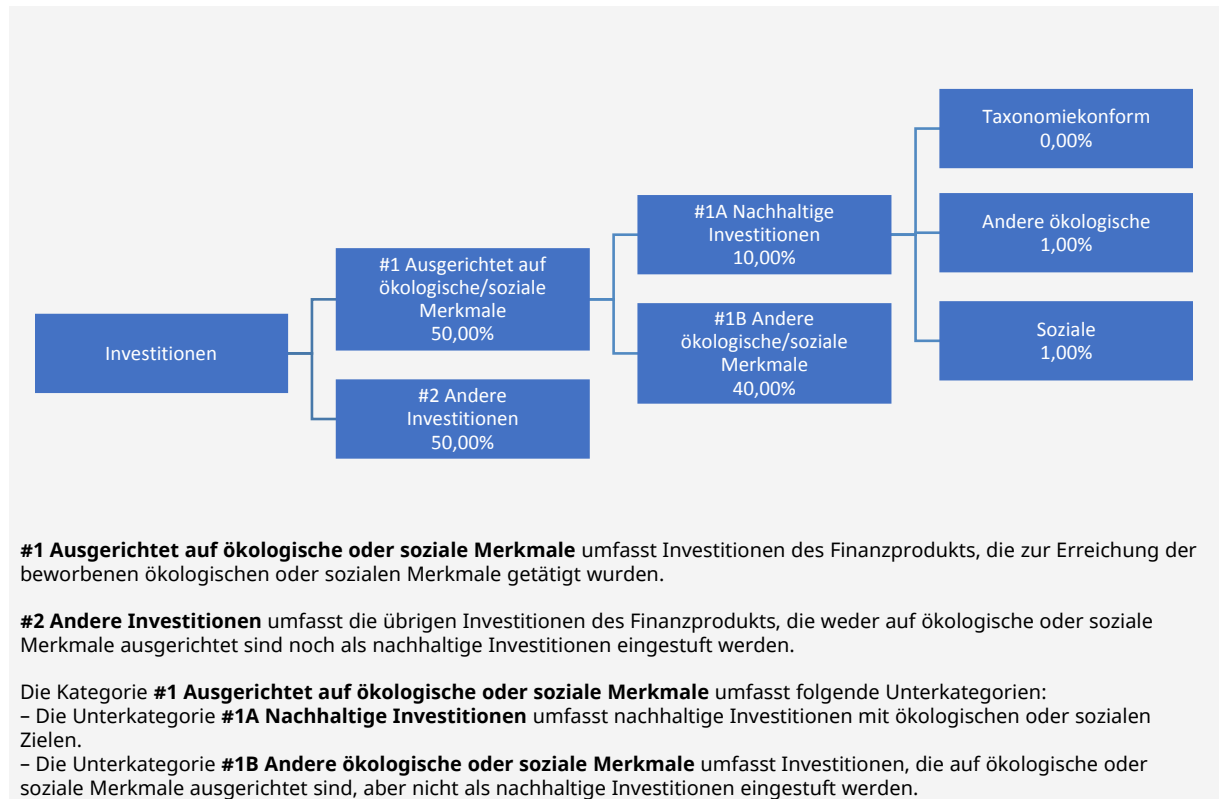 Taxonomiekonform
0,00%
#1A Nachhaltige
Investitionen
10,00%
Andere ökologische
1,00%
#1 Ausgerichtet auf
ökologische/soziale
Merkmale
50,00%
#1B Andere
ökologische/soziale
Merkmale
40,00%
Soziale
1,00%
Investitionen
#2 Andere
Investitionen
50,00%
#1 Ausgerichtet auf ökologische oder soziale Merkmale umfasst Investitionen des Finanzprodukts, die zur Erreichung der
beworbenen ökologischen oder sozialen Merkmale getätigt wurden.
#2 Andere Investitionen umfasst die übrigen Investitionen des Finanzprodukts, die weder auf ökologische oder soziale
Merkmale ausgerichtet sind noch als nachhaltige Investitionen eingestuft werden.
Die Kategorie #1 Ausgerichtet auf ökologische oder soziale Merkmale umfasst folgende Unterkategorien:
– Die Unterkategorie #1A Nachhaltige Investitionen umfasst nachhaltige Investitionen mit ökologischen oder sozialen
Zielen.
– Die Unterkategorie #1B Andere ökologische oder soziale Merkmale umfasst Investitionen, die auf ökologische oder
soziale Merkmale ausgerichtet sind, aber nicht als nachhaltige Investitionen eingestuft werden.